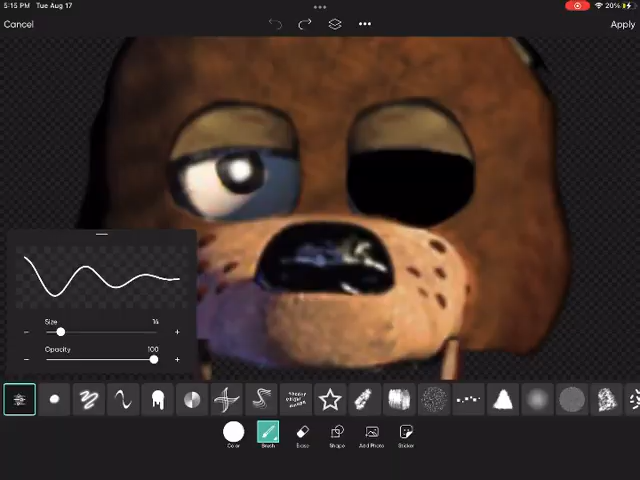 5:15 PM Tue Aug 17
20%
Cancel
Apply
Size 14
Opacity 100
Color
Brush
Erase
Shape
Add Photo
Sticker